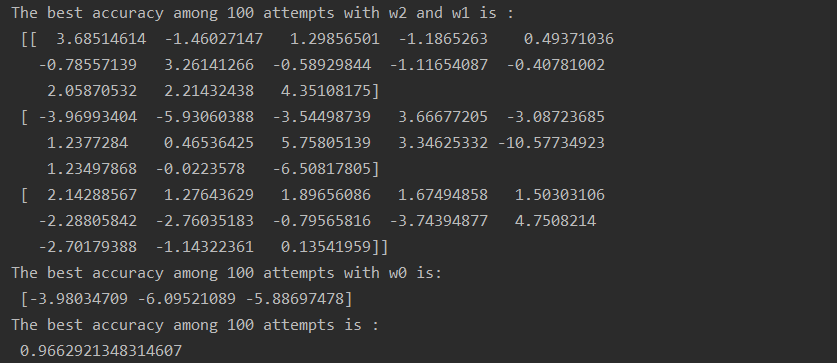 The best accuracy among 100 attempts with w2 and w1 is :
[[ 3.68514614 -1.46027147 1.29856501 -1.1865263 0.49371036
-0.78557139 3.26141266 -0.58929844 -1.11654087 -0.40781002
2.05870532 2.21432438 4.35108175]
[ -3.96993404 -5.93060388 -3.54498739 3.66677205 -3.08723685
1.2377284 0.46536425 5.75805139 3.34625332 -10.57734923
1.23497868 -0.0223578 -6.50817805]
[ 2.14288567 1.27643629 1.89656086 1.67494858 1.50303106
-2.28805842 -2.76035183 -0.79565816 -3.74394877 4.7508214
-2.70179388 -1.14322361 0.13541959]]
The best accuracy among 100 attempts with w0 is:
[-3.98034709 -6.09521089 -5.88697478]
The best accuracy among 100 attempts is :
0.9662921348314607